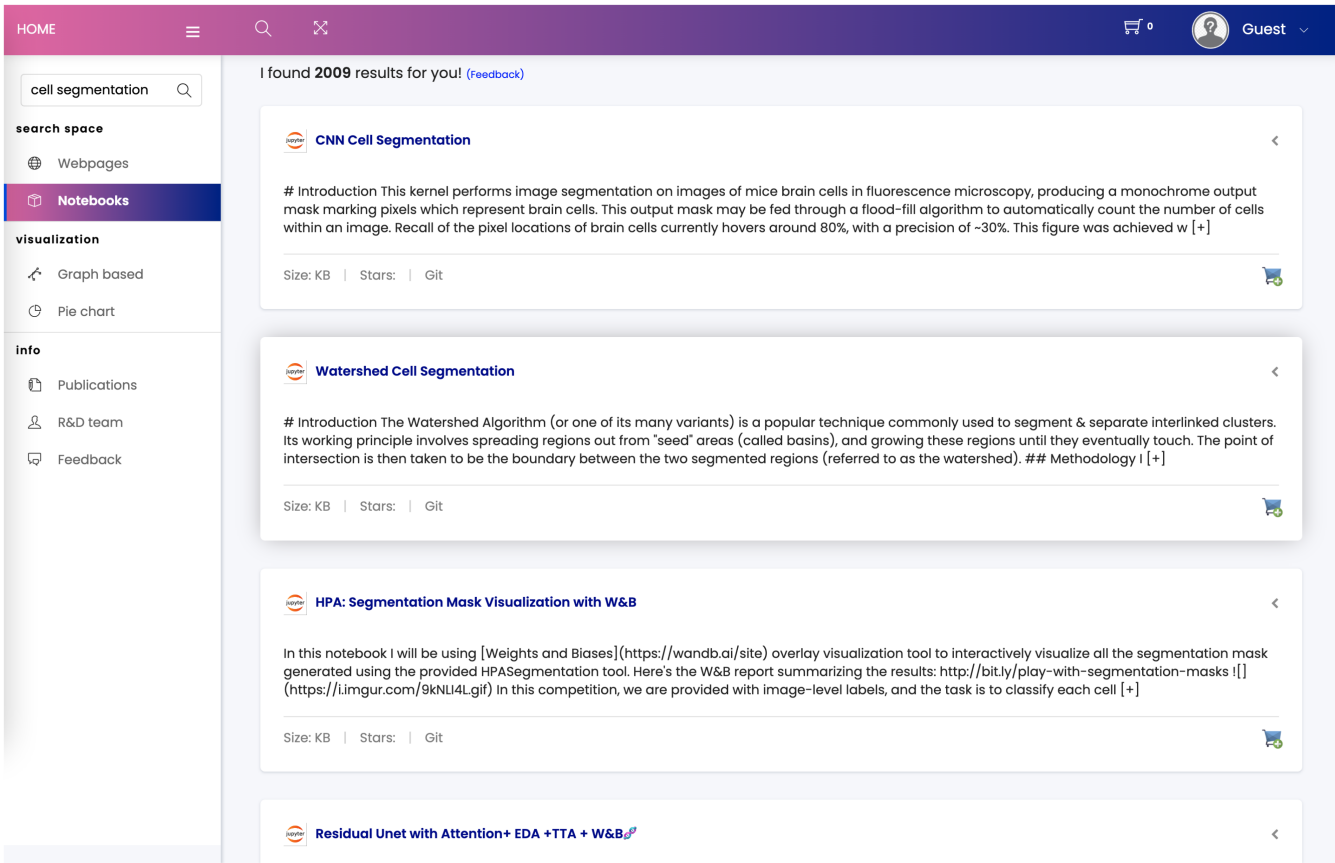 HOME
0
Guest
cell segmentation
search space
Webpages
Notebooks
visualization
Graph based
Pie chart
info
Publications
R&D team
Feedback
I found 2009 results for you! (Feedback)
jupyter CNN Cell Segmentation
# Introduction This kernel performs image segmentation on images of mice brain cells in fluorescence microscopy, producing a monochrome output
mask marking pixels which represent brain cells. This output mask may be fed through a flood-fill algorithm to automatically count the number of cells
within an image. Recall of the pixel locations of brain cells currently hovers around 80%, with a precision of ~30%. This figure was achieved w [+]
Size: KB | Stars: | Git
jupyter Watershed Cell Segmentation
# Introduction The Watershed Algorithm (or one of its many variants) is a popular technique commonly used to segment & separate interlinked clusters.
Its working principle involves spreading regions out from "seed" areas (called basins), and growing these regions until they eventually touch. The point of
intersection is then taken to be the boundary between the two segmented regions (referred to as the watershed). ## Methodology I [+]
Size: KB | Stars: | Git
jupyter HPA: Segmentation Mask Visualization with W&B
In this notebook I will be using [Weights and Biases](https://wandb.ai/site) overlay visualization tool to interactively visualize all the segmentation mask
generated using the provided HPASegmentation tool. Here's the W&B report summarizing the results: http://bit.ly/play-with-segmentation-masks ![]
(https://i.imgur.com/9kNLI4L.gif) In this competition, we are provided with image-level labels, and the task is to classify each cell [+]
Size: KB | Stars: | Git
jupyter Residual Unet with Attention+ EDA +TTA + W&B🧬